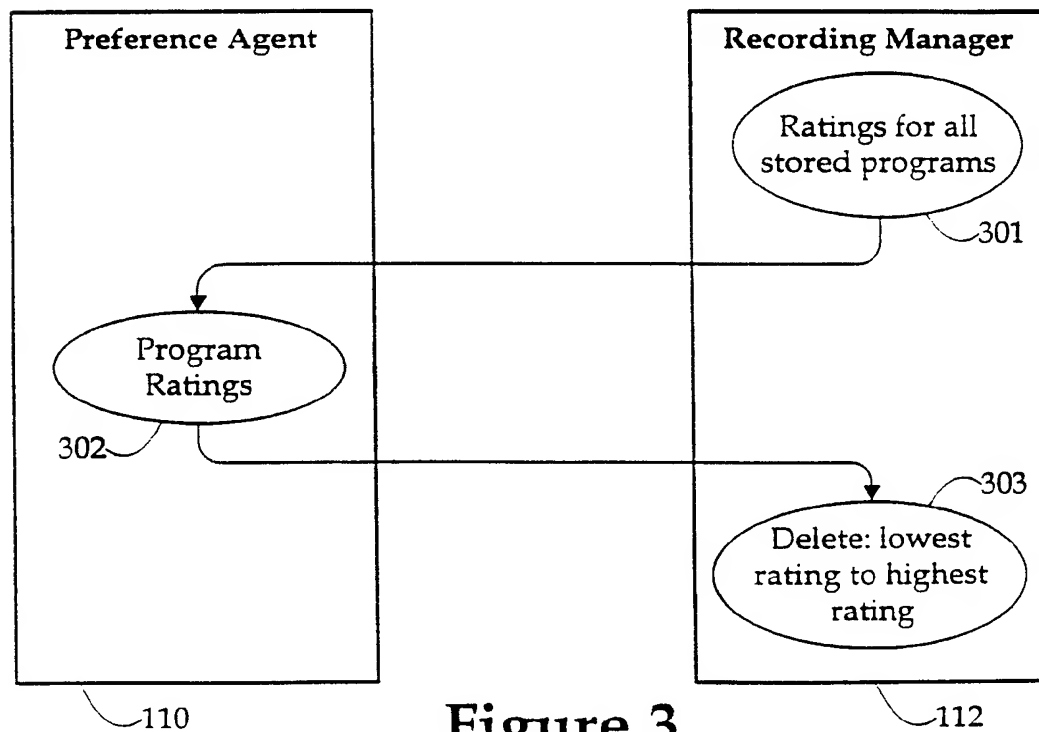 Preference Agent
Recording Manager
Ratings for all
stored programs
301
Program
Ratings
302
303
Delete: lowest
rating to highest
rating
110
112
Figure 3